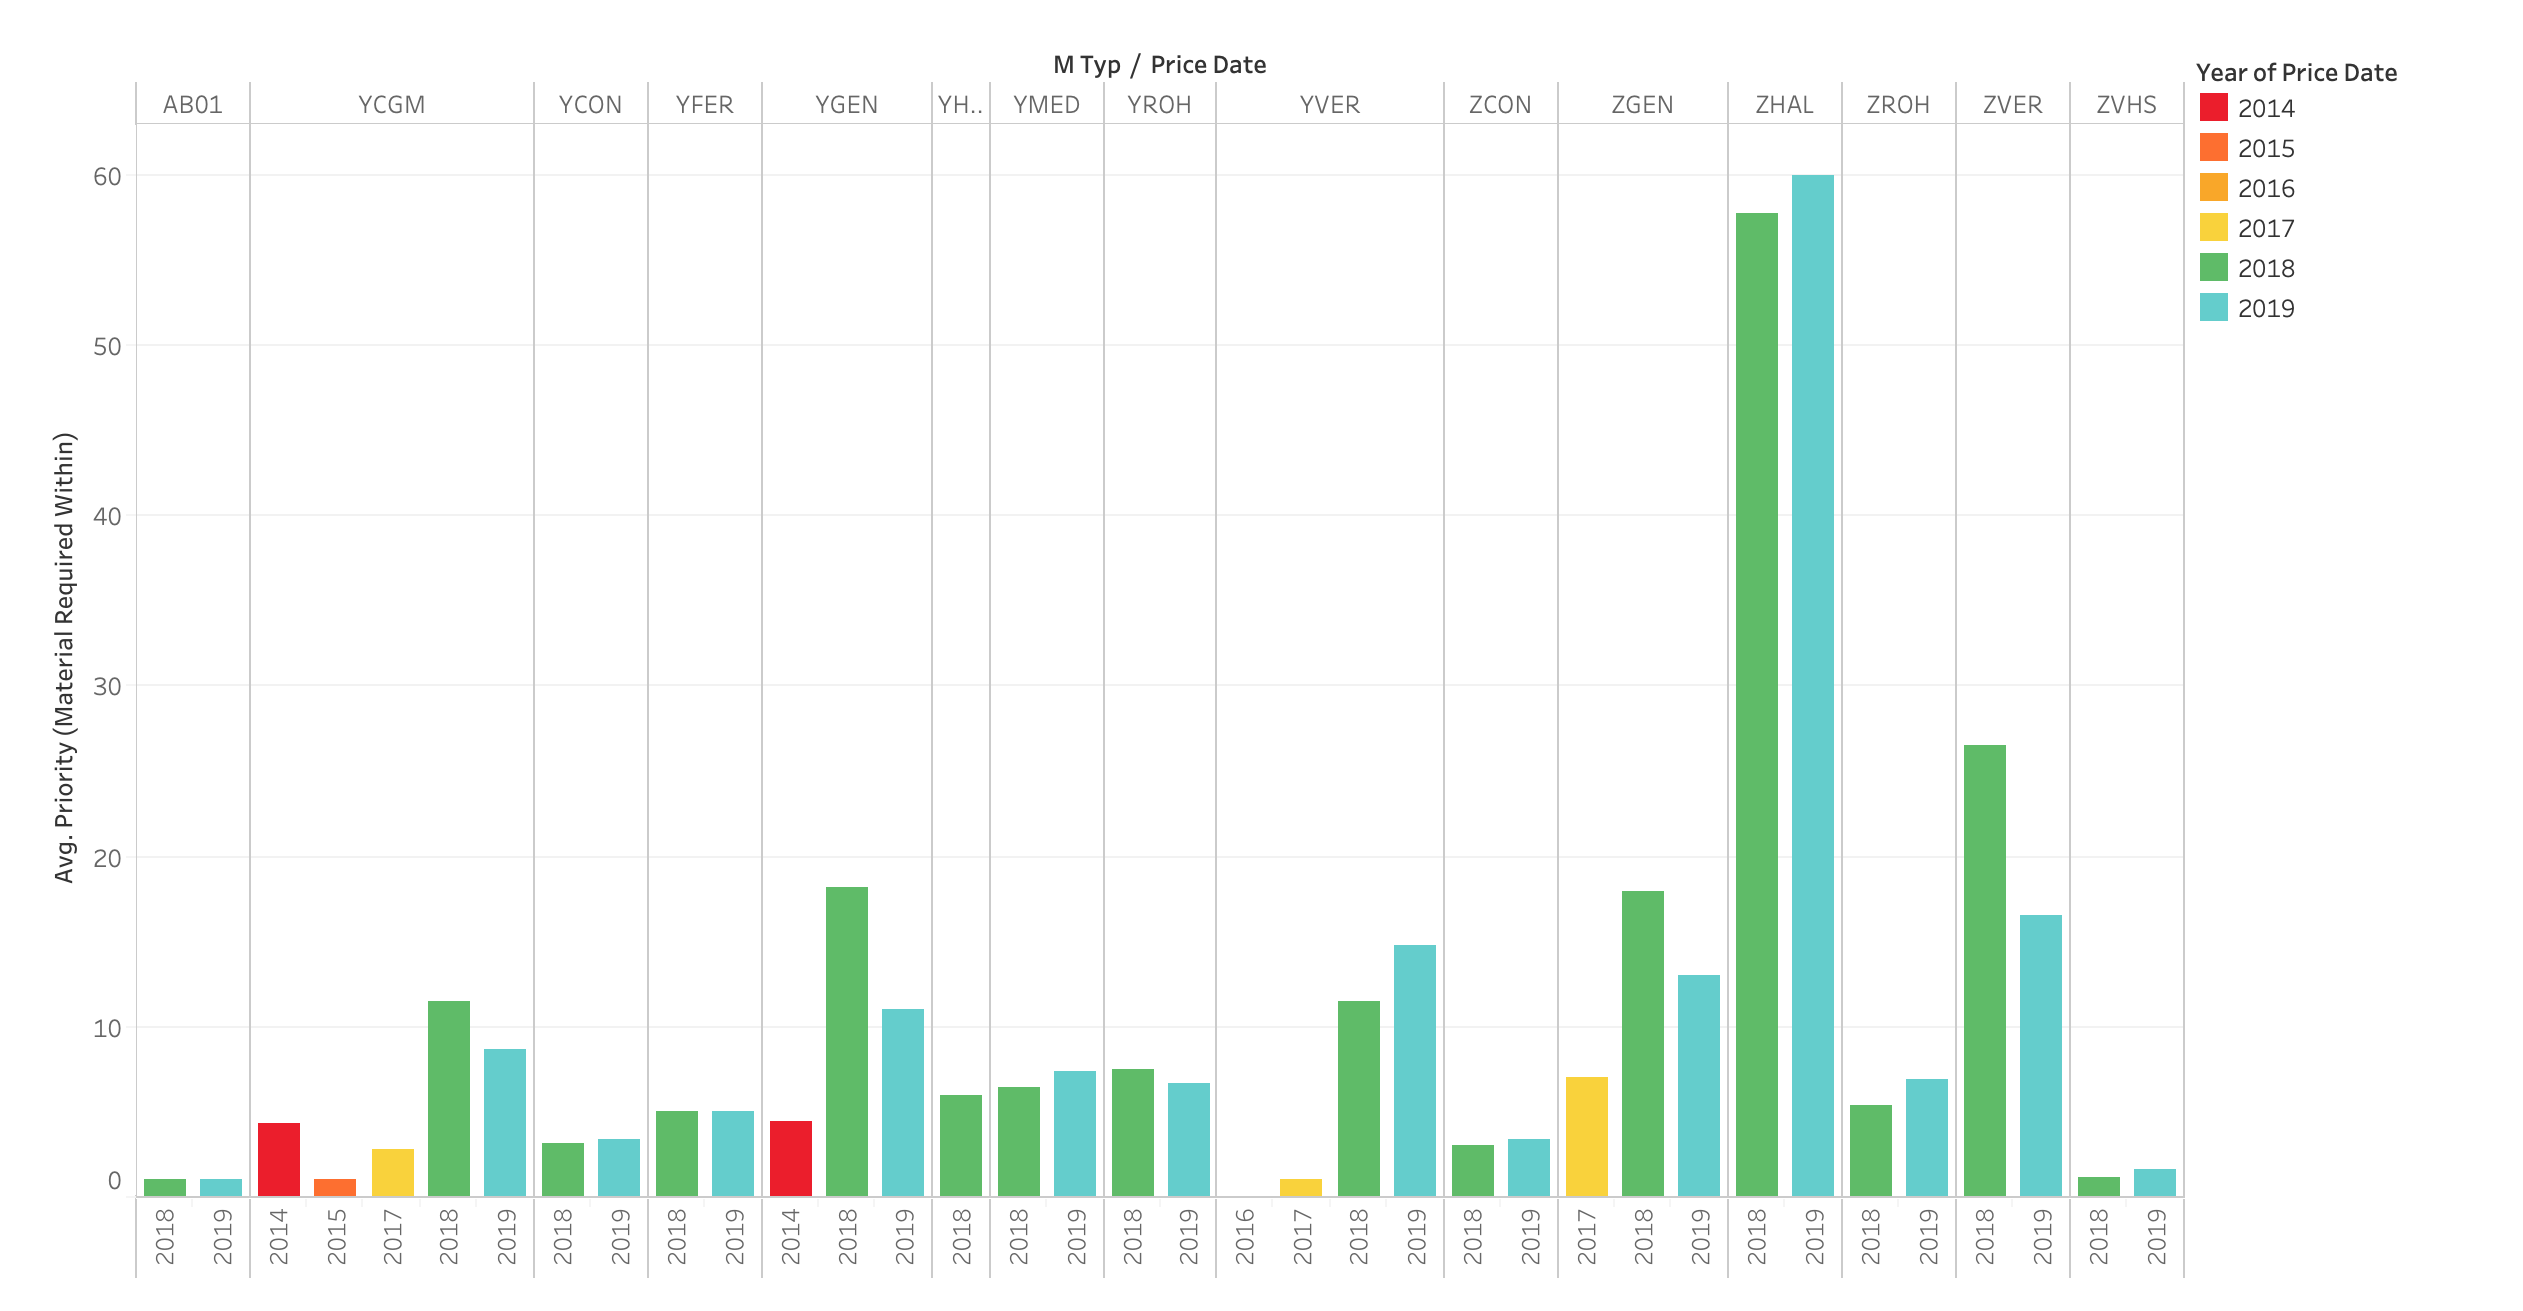 M Typ / Price Date
AB01 YCGM YCON YFER YGEN YH.. YMED YROH YVER ZCON ZGEN ZHAL ZROH ZVER ZVHS
60
50
40
30
20
10
0
Avg. Priority (Material Required Within)
2018 2019 2014 2015 2017 2018 2019 2018 2019 2018 2019 2014 2018 2019 2018 2018 2019 2018 2019 2016 2017 2018 2019 2018 2019 2017 2018 2019 2018 2019 2018 2019 2018 2019 2018 2019
Year of Price Date
2014
2015
2016
2017
2018
2019